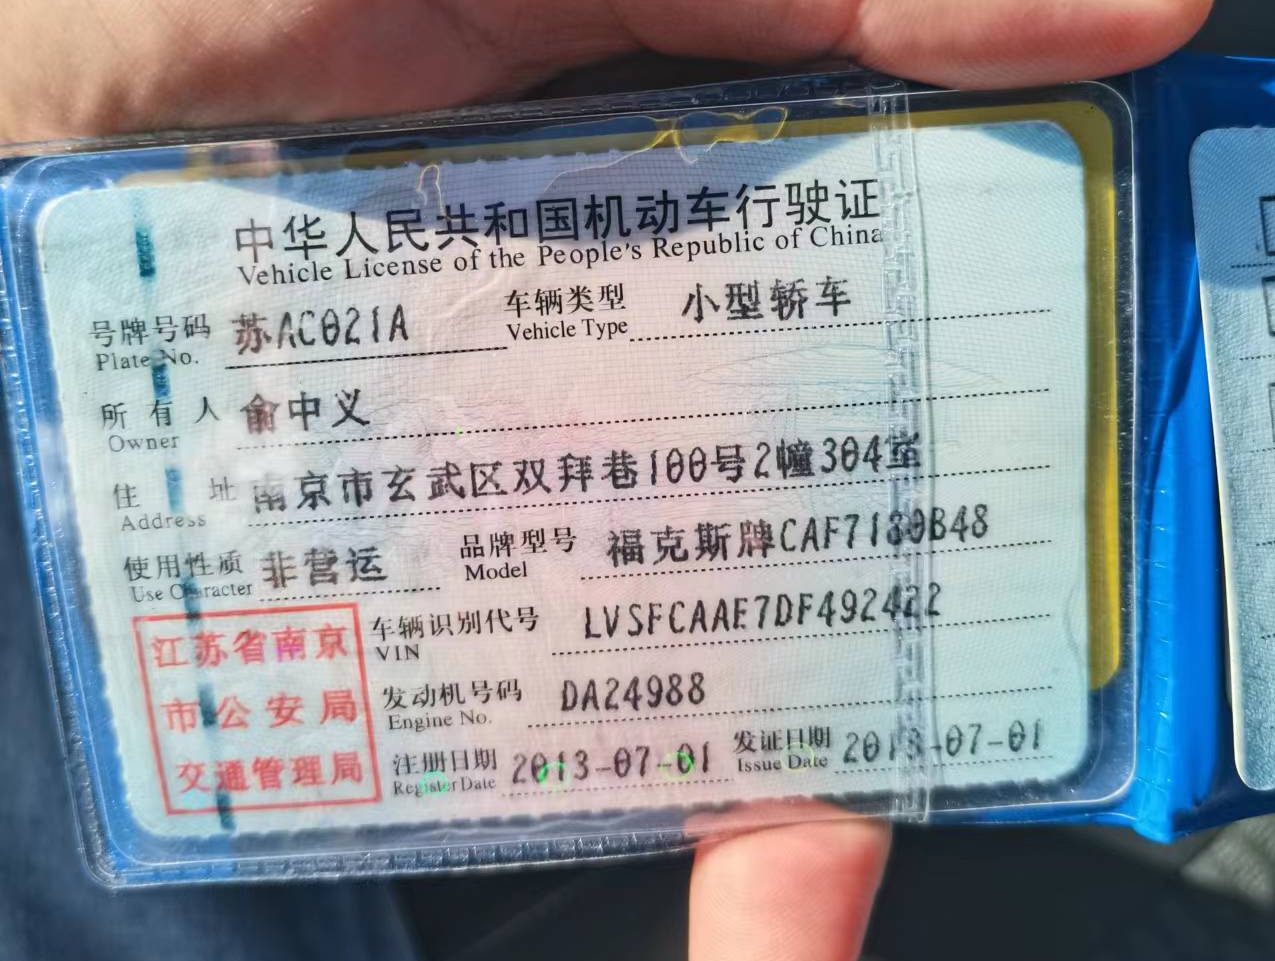 中华人民共和国机动车行驶证
Vehicle License of the People's Republic of China
号牌号码 苏AC021A 车辆类型 小型轿车
Plate No. Vehicle Type
所有人 俞中义
Owner
住址 南京市玄武区双拜巷100号2幢304室
Address
使用性质 非营运 品牌型号 福克斯牌CAF7180B48
Use Character Model
江苏省南京
市公安局
交通管理局
车辆识别代号 LVSFCAAE7DF492422
VIN
发动机号码 DA24988
Engine No.
注册日期 2013-07-01 发证日期 2013-07-01
Register Date Issue Date